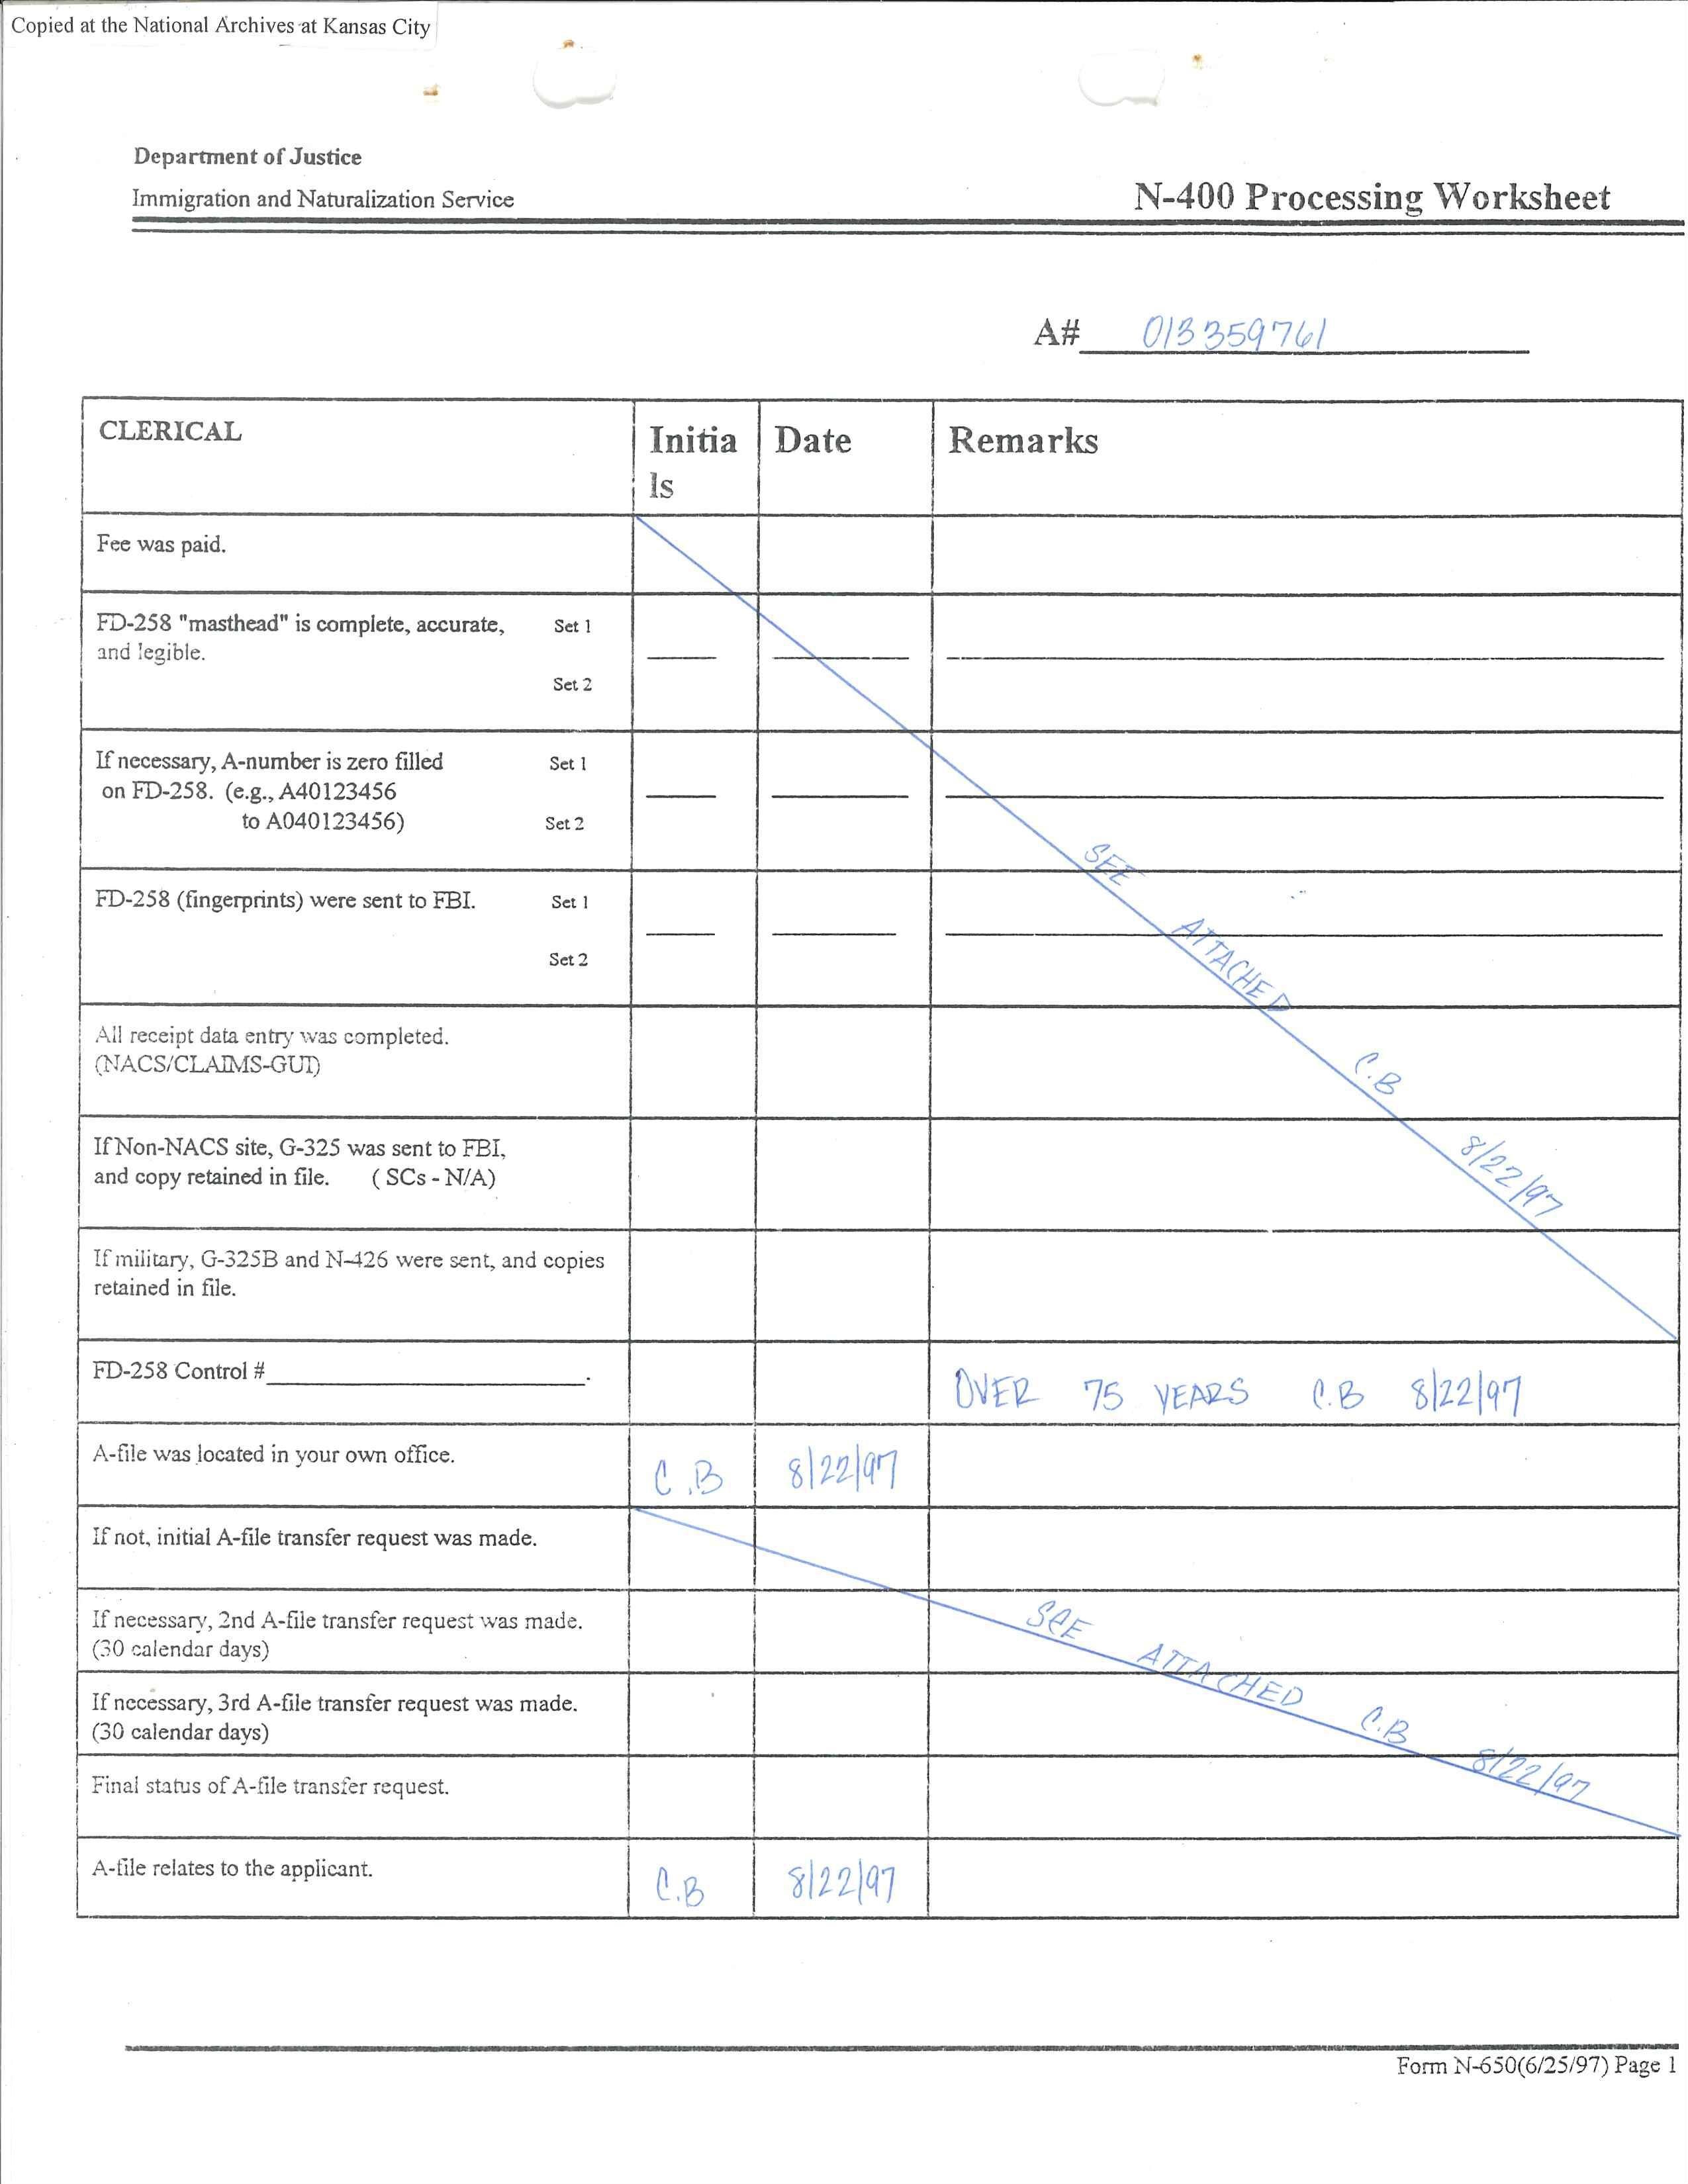 Copied at the National Archives at Kansas City
Department of Justice
Immigration and Naturalization Service
N-400 Processing Worksheet
A# 013359761
CLERICAL
Initia
ls
Date
Remarks
Fee was paid.
FD-258 "masthead" is complete, accurate, Set 1
and legible.
Set 2
If necessary, A-number is zero filled Set 1
on FD-258. (e.g., A40123456
to A040123456) Set 2
FD-258 (fingerprints) were sent to FBI. Set 1
Set 2
SEE ATTACHED C.B 8/22/97
All receipt data entry was completed.
(NACS/CLAIMS-GUI)
If Non-NACS site, G-325 was sent to FBI,
and copy retained in file. ( SCs - N/A)
If military, G-325B and N-426 were sent, and copies
retained in file.
FD-258 Control # .
OVER 75 YEARS C.B 8/22/97
A-file was located in your own office. C.B 8/22/97
If not, initial A-file transfer request was made.
If necessary, 2nd A-file transfer request was made.
(30 calendar days)
SEE ATTACHED C.B 8/22/97
If necessary, 3rd A-file transfer request was made.
(30 calendar days)
Final status of A-file transfer request.
A-file relates to the applicant. C.B 8/22/97
Form N-650(6/25/97) Page 1